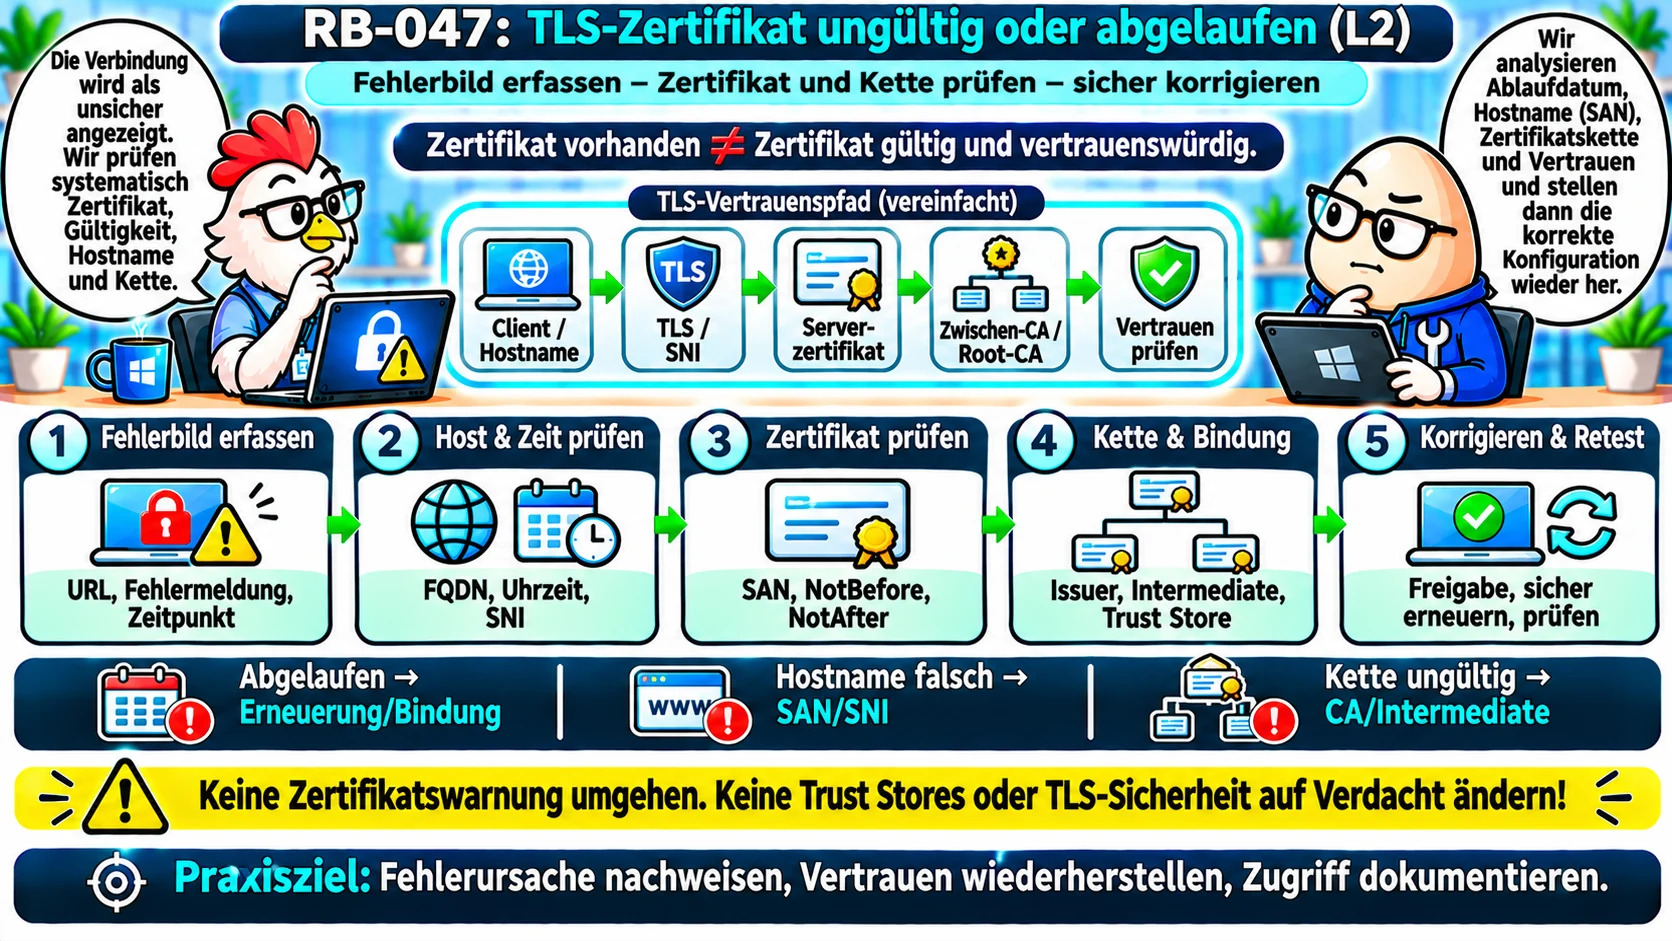 RB-047: TLS-Zertifikat ungültig oder abgelaufen (L2)
Fehlerbild erfassen – Zertifikat und Kette prüfen – sicher korrigieren
Die Verbindung
wird als
unsicher
angezeigt.
Wir prüfen
systematisch
Zertifikat,
Gültigkeit,
Hostname
und Kette.
Zertifikat vorhanden ≠ Zertifikat gültig und vertrauenswürdig.
Wir
analysieren
Ablaufdatum,
Hostname (SAN),
Zertifikatskette
und Vertrauen
und stellen
dann die
korrekte
Konfiguration
wieder her.
TLS-Vertrauenspfad (vereinfacht)
Client /
Hostname
TLS
TLS /
SNI
Server-
zertifikat
Zwischen-CA /
Root-CA
Vertrauen
prüfen
1 Fehlerbild erfassen
URL, Fehlermeldung,
Zeitpunkt
2 Host & Zeit prüfen
FQDN, Uhrzeit,
SNI
3 Zertifikat prüfen
SAN, NotBefore,
NotAfter
4 Kette & Bindung
Issuer, Intermediate,
Trust Store
5 Korrigieren & Retest
Freigabe, sicher
erneuern, prüfen
Abgelaufen →
Erneuerung/Bindung
www
Hostname falsch →
SAN/SNI
Kette ungültig →
CA/Intermediate
Keine Zertifikatswarnung umgehen. Keine Trust Stores oder TLS-Sicherheit auf Verdacht ändern!
Praxisziel: Fehlerursache nachweisen, Vertrauen wiederherstellen, Zugriff dokumentieren.